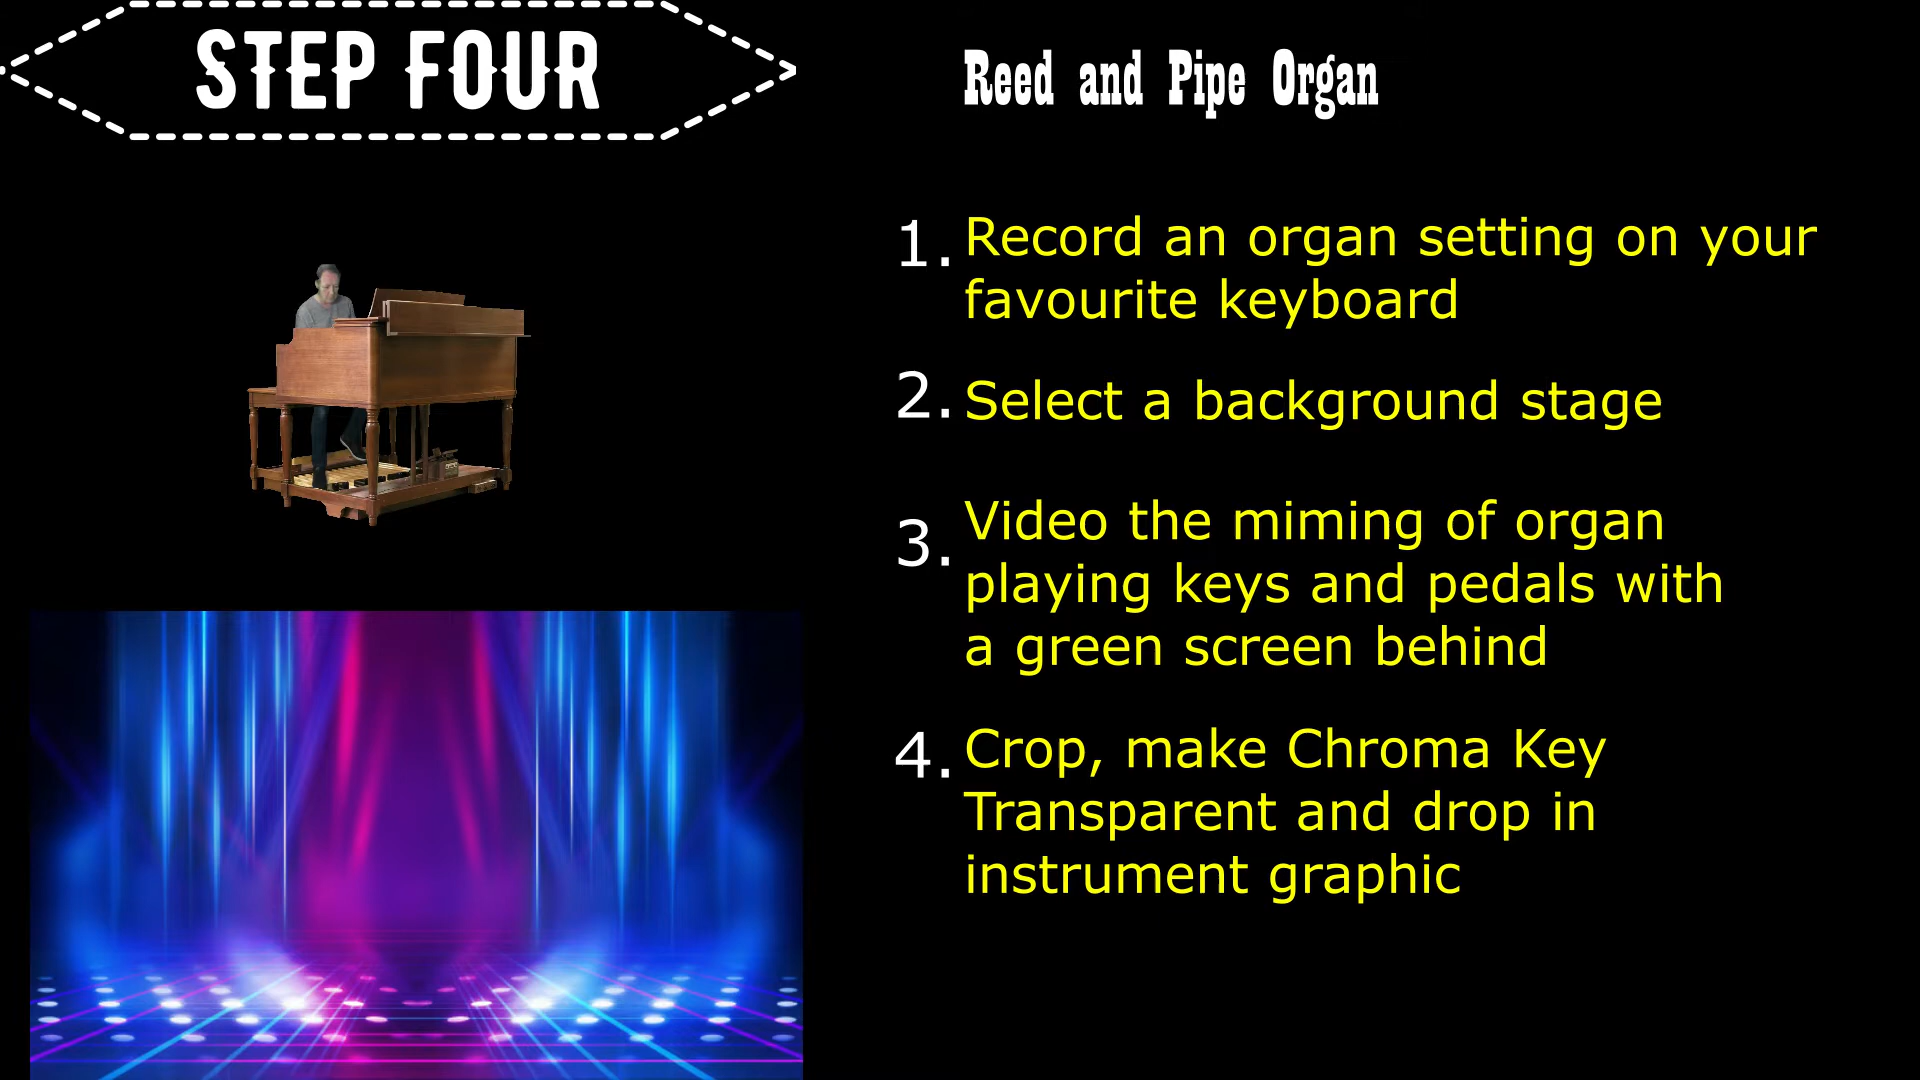 STEP FOUR
Reed and Pipe Organ
1. Record an organ setting on your
favourite keyboard
2. Select a background stage
3. Video the miming of organ
playing keys and pedals with
a green screen behind
4. Crop, make Chroma Key
Transparent and drop in
instrument graphic